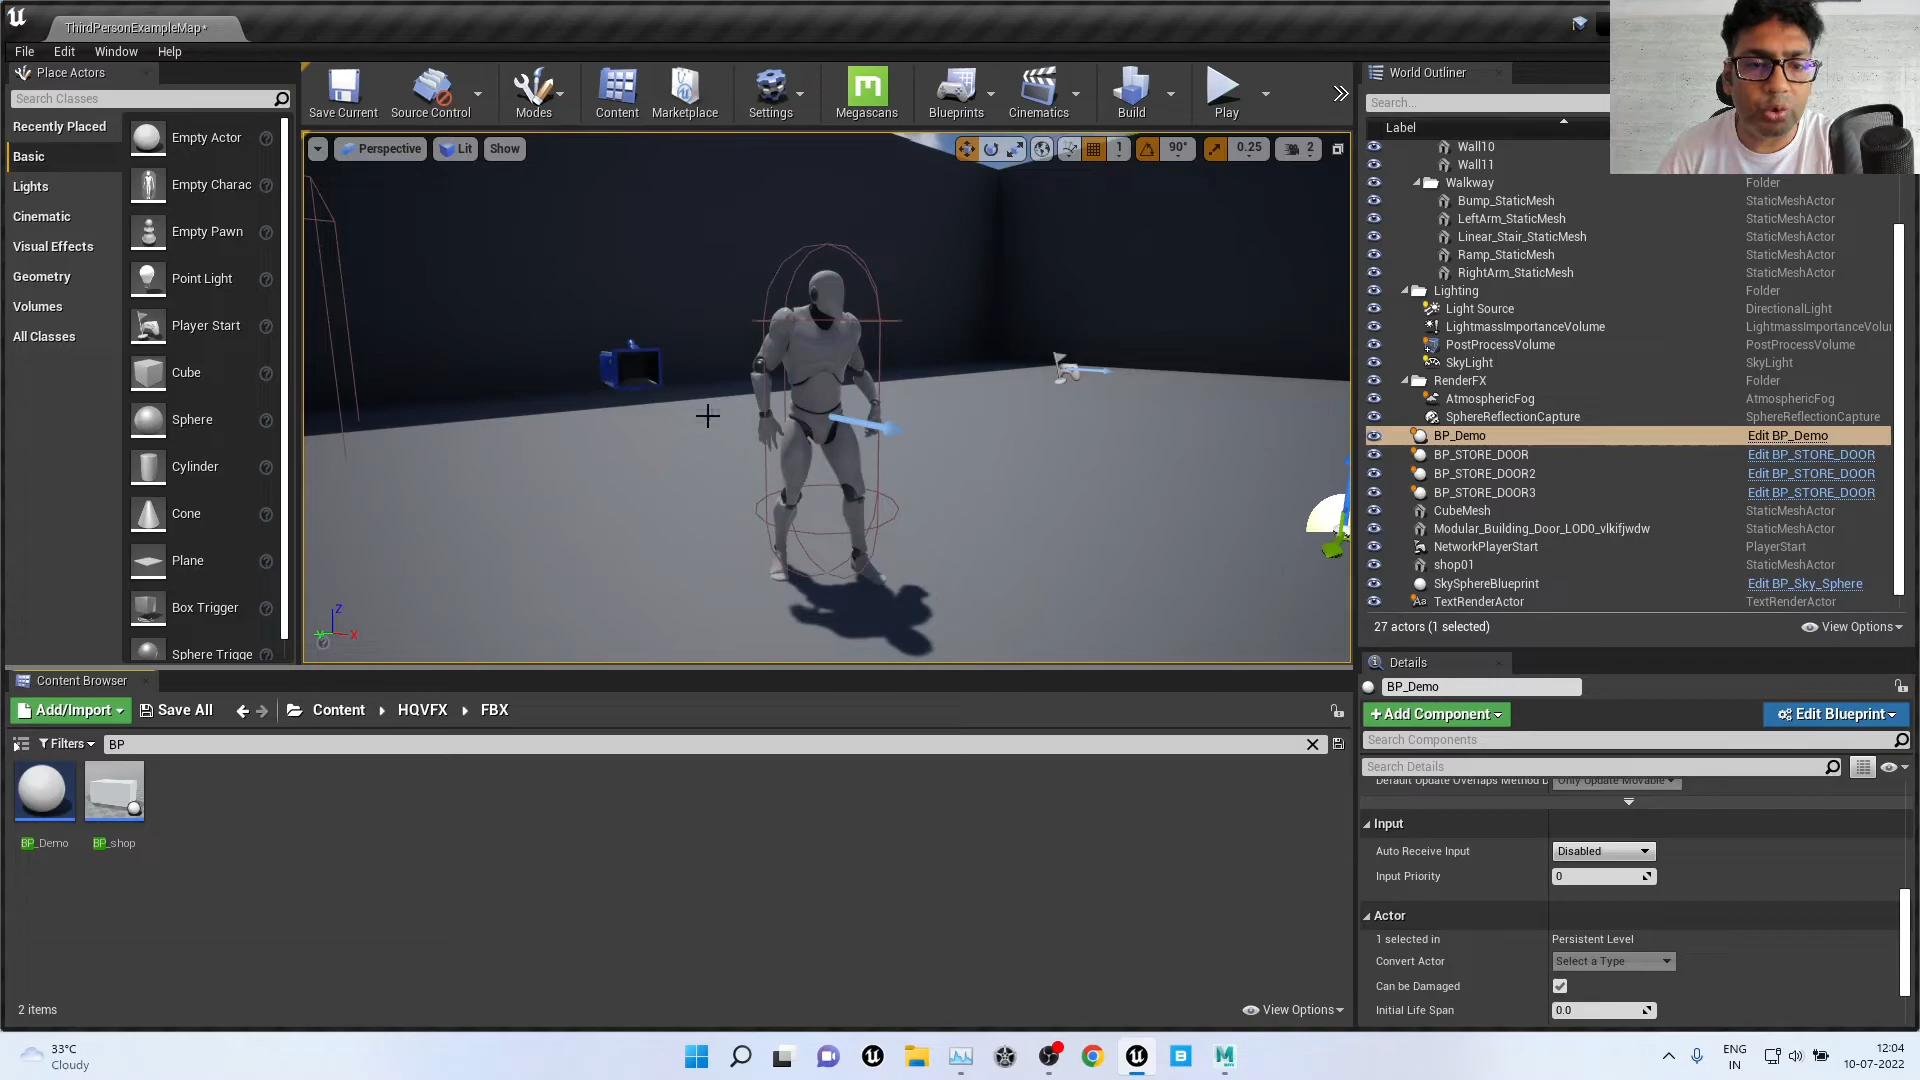 ThirdPersonExampleMap*
File Edit Window Help
Place Actors
Search Classes
Recently Placed
Basic
Lights
Cinematic
Visual Effects
Geometry
Volumes
All Classes
Empty Actor
Empty Charac
Empty Pawn
Point Light
Player Start
Cube
Sphere
Cylinder
Cone
Plane
Box Trigger
Sphere Trigge
Save Current Source Control Modes Content Marketplace Settings Megascans Blueprints Cinematics Build Play
Perspective Lit Show
1 90° 0.25 2
Z
X
World Outliner
Search...
Label
Wall10
Wall11
Walkway Folder
Bump_StaticMesh StaticMeshActor
LeftArm_StaticMesh StaticMeshActor
Linear_Stair_StaticMesh StaticMeshActor
Ramp_StaticMesh StaticMeshActor
RightArm_StaticMesh StaticMeshActor
Lighting Folder
Light Source DirectionalLight
LightmassImportanceVolume LightmassImportanceVolu
PostProcessVolume PostProcessVolume
SkyLight SkyLight
RenderFX Folder
AtmosphericFog AtmosphericFog
SphereReflectionCapture SphereReflectionCapture
BP_Demo Edit BP_Demo
BP_STORE_DOOR Edit BP_STORE_DOOR
BP_STORE_DOOR2 Edit BP_STORE_DOOR
BP_STORE_DOOR3 Edit BP_STORE_DOOR
CubeMesh StaticMeshActor
Modular_Building_Door_LOD0_vlkifjwdw StaticMeshActor
NetworkPlayerStart PlayerStart
shop01 StaticMeshActor
SkySphereBlueprint Edit BP_Sky_Sphere
TextRenderActor TextRenderActor
27 actors (1 selected) View Options
Details
BP_Demo
+Add Component Edit Blueprint
Search Components
Search Details
Default Update Overlaps Method D Only Update Movable
Input
Auto Receive Input Disabled
Input Priority 0
Actor
1 selected in Persistent Level
Convert Actor Select a Type
Can be Damaged
Initial Life Span 0.0
Content Browser
Add/Import Save All Content HQVFX FBX
Filters BP
BP_Demo BP_shop
2 items View Options
33°C
Cloudy
ENG
IN
12:04
10-07-2022